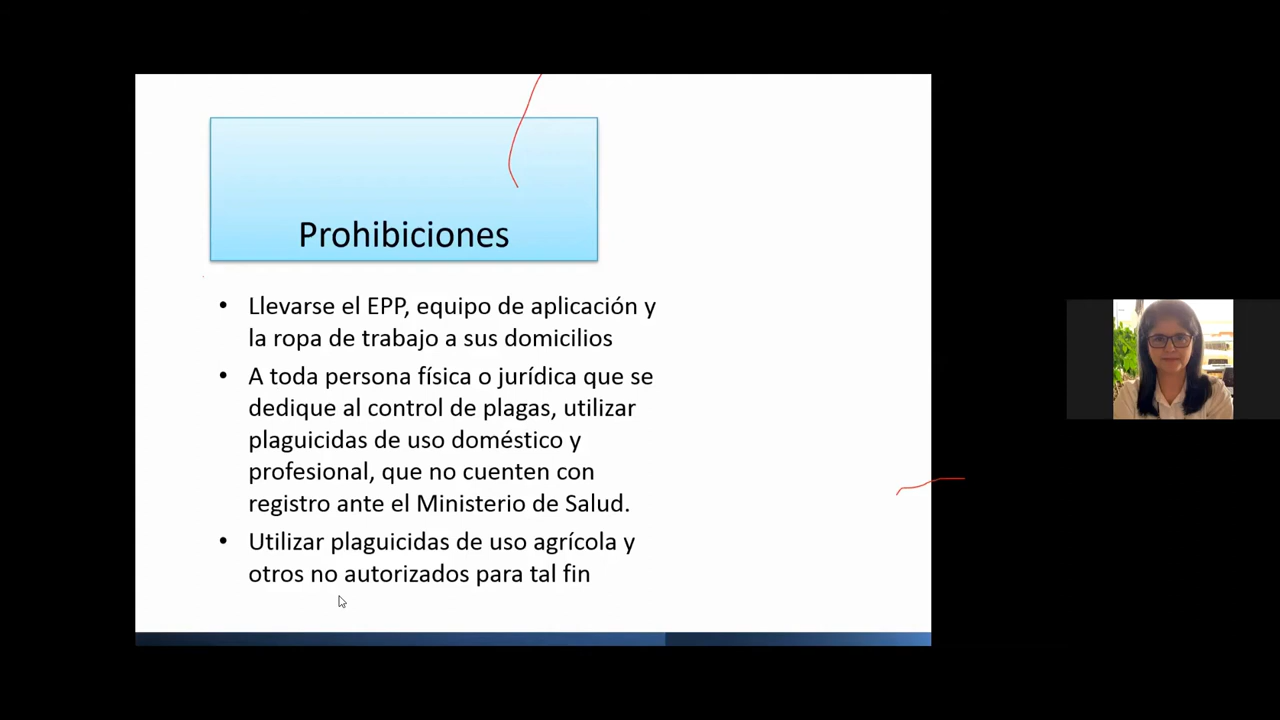 Prohibiciones
• Llevarse el EPP, equipo de aplicación y
la ropa de trabajo a sus domicilios
• A toda persona física o jurídica que se
dedique al control de plagas, utilizar
plaguicidas de uso doméstico y
profesional, que no cuenten con
registro ante el Ministerio de Salud.
• Utilizar plaguicidas de uso agrícola y
otros no autorizados para tal fin